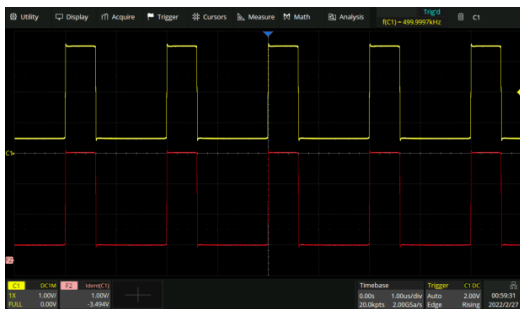 Utility Display Acquire Trigger Cursors Measure Math Analysis Trig'd f(C1) = 499.9997kHz C1
C1
F2
C1 DC1M F2 Ident(C1) Timebase Trigger C1 DC
1X 1.00V/ 1.00V/ 0.00s 1.00us/div Auto 2.00V 00:59:31
FULL 0.00V -3.494V 20.0kpts 2.00GSa/s Edge Rising 2022/2/27